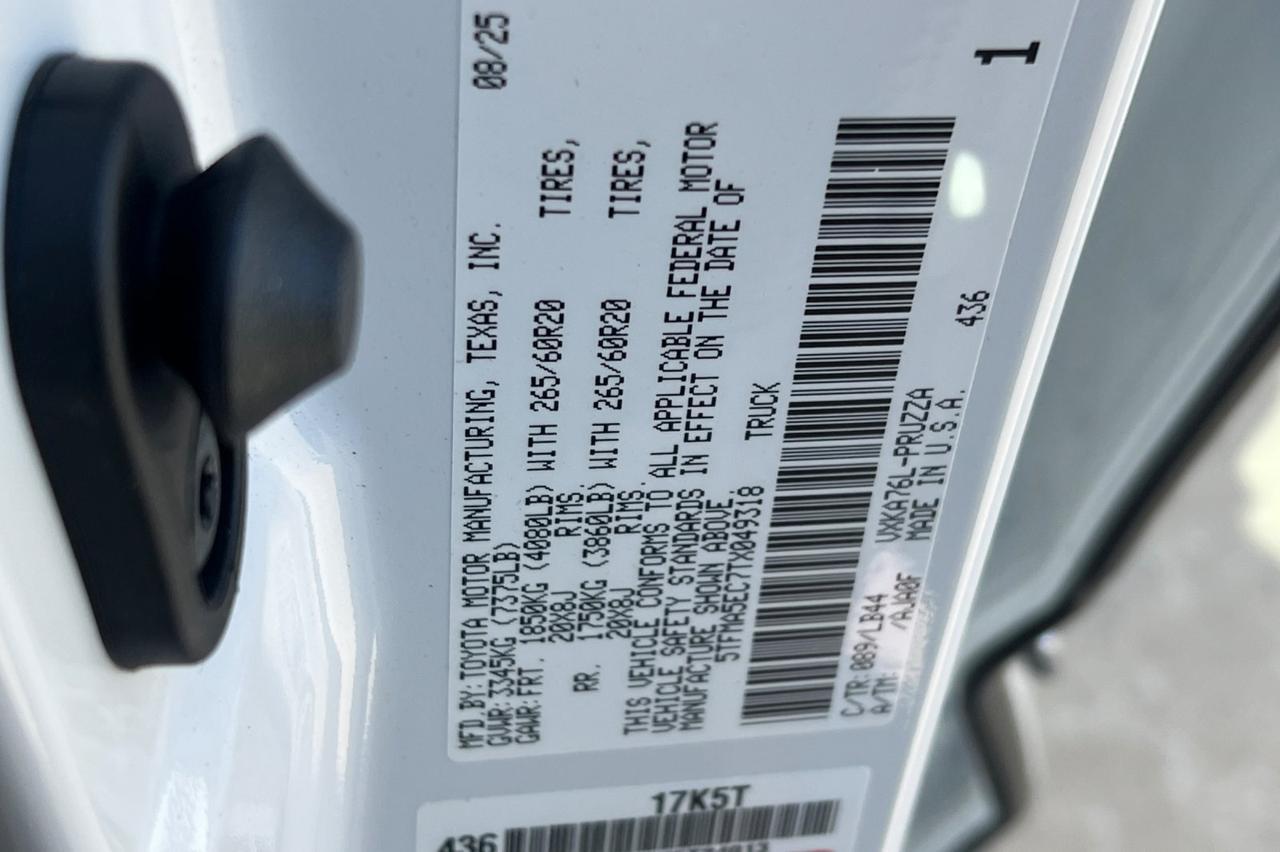 MFD.BY:TOYOTA MOTOR MANUFACTURING, TEXAS, INC. 08/25
GVWR:3345KG (7375LB)
GAWR:FRT. 1850KG (4080LB) WITH 265/60R20 TIRES,
20X8J RIMS.
RR. 1750KG (3860LB) WITH 265/60R20 TIRES,
20X8J RIMS.
THIS VEHICLE CONFORMS TO ALL APPLICABLE FEDERAL MOTOR
VEHICLE SAFETY STANDARDS IN EFFECT ON THE DATE OF
MANUFACTURE SHOWN ABOVE.
5TFMA5EC7TX049318 TRUCK
C/TR:089/LB44 VXKA76L-PRUZZA 436
A/TM: /AJA0F MADE IN U.S.A.
1
17K5T
436